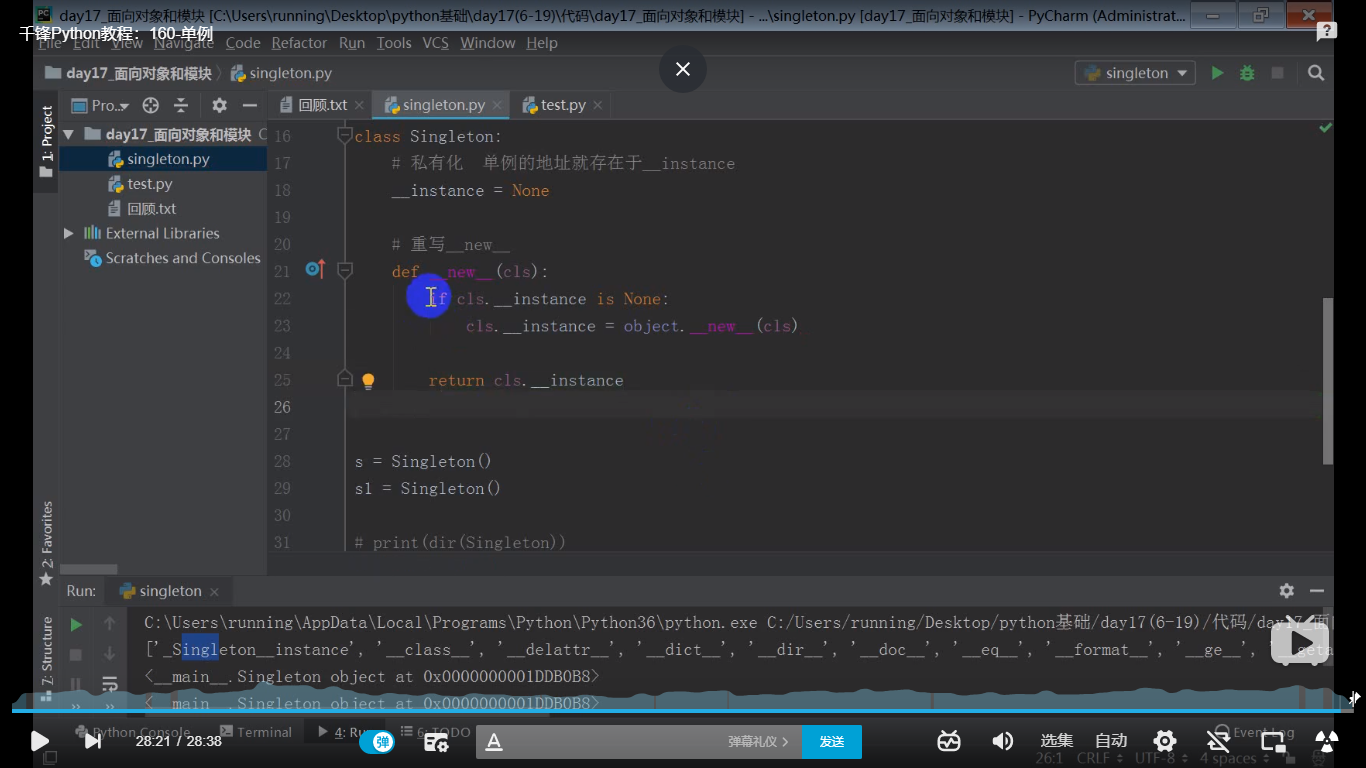 day17_面向对象和模块 [C:\Users\running\Desktop\python基础\day17(6-19)\代码\day17_面向对象和模块] - ...\singleton.py [day17_面向对象和模块] - PyCharm (Administrat...
千锋Python教程：160-单例
File Edit View Navigate Code Refactor Run Tools VCS Window Help
day17_面向对象和模块 singleton.py singleton
1: Project
Pro...
回顾.txt singleton.py test.py
day17_面向对象和模块 C
singleton.py
test.py
回顾.txt
External Libraries
Scratches and Consoles
16 class Singleton:
17 # 私有化 单例的地址就存在于__instance
18 __instance = None
19
20 # 重写__new__
21 def __new__(cls):
22 if cls.__instance is None:
23 cls.__instance = object.__new__(cls)
24
25 return cls.__instance
26
27
28 s = Singleton()
29 s1 = Singleton()
30
31 # print(dir(Singleton))
2: Favorites
7: Structure
Run: singleton
C:\Users\running\AppData\Local\Programs\Python\Python36\python.exe C:/Users/running/Desktop/python基础/day17(6-19)/代码/day17_面
['_Singleton__instance', '__class__', '__delattr__', '__dict__', '__dir__', '__doc__', '__eq__', '__format__', '__ge__', '__geta
<__main__.Singleton object at 0x0000000001DDB0B8>
<__main__.Singleton object at 0x0000000001DDB0B8>
Python Console Terminal 4: Ru 6: TODO Event Log
28:21 / 28:38 弹 A 弹幕礼仪 > 发送 选集 自动
26:1 CRLF UTF-8 4 spaces